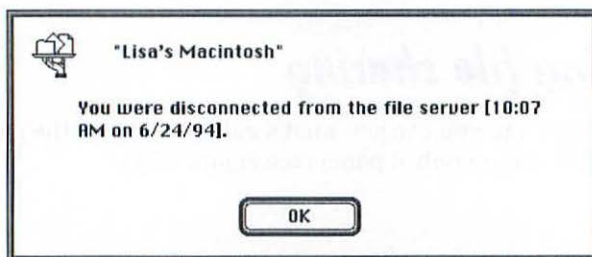 "Lisa's Macintosh"
You were disconnected from the file server [10:07
AM on 6/24/94].
OK